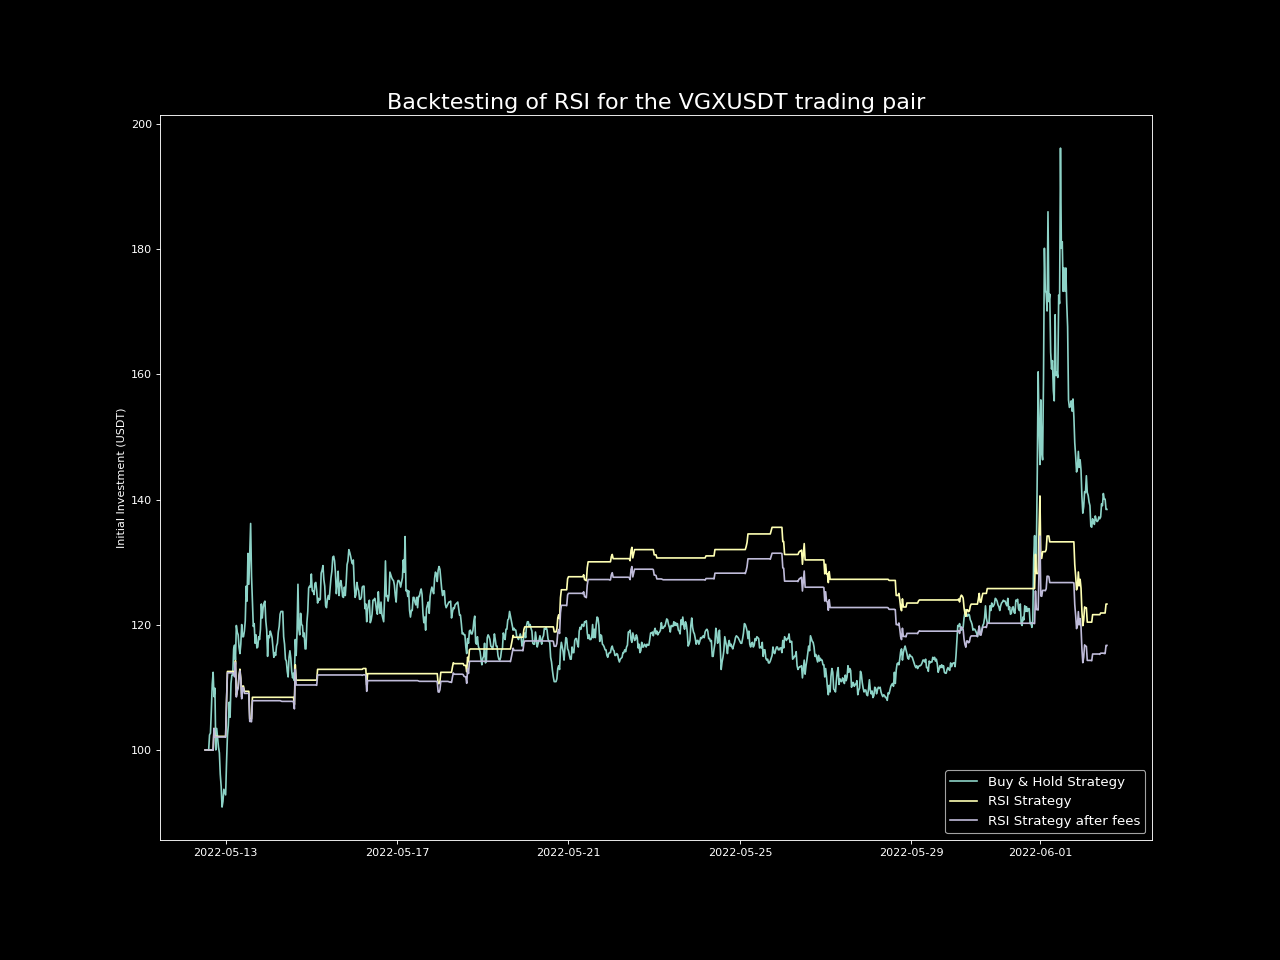 Backtesting of RSI for the VGXUSDT trading pair
200
180
160
140
120
100
Initial Investment (USDT)
2022-05-13
2022-05-17
2022-05-21
2022-05-25
2022-05-29
2022-06-01
Buy & Hold Strategy
RSI Strategy
RSI Strategy after fees